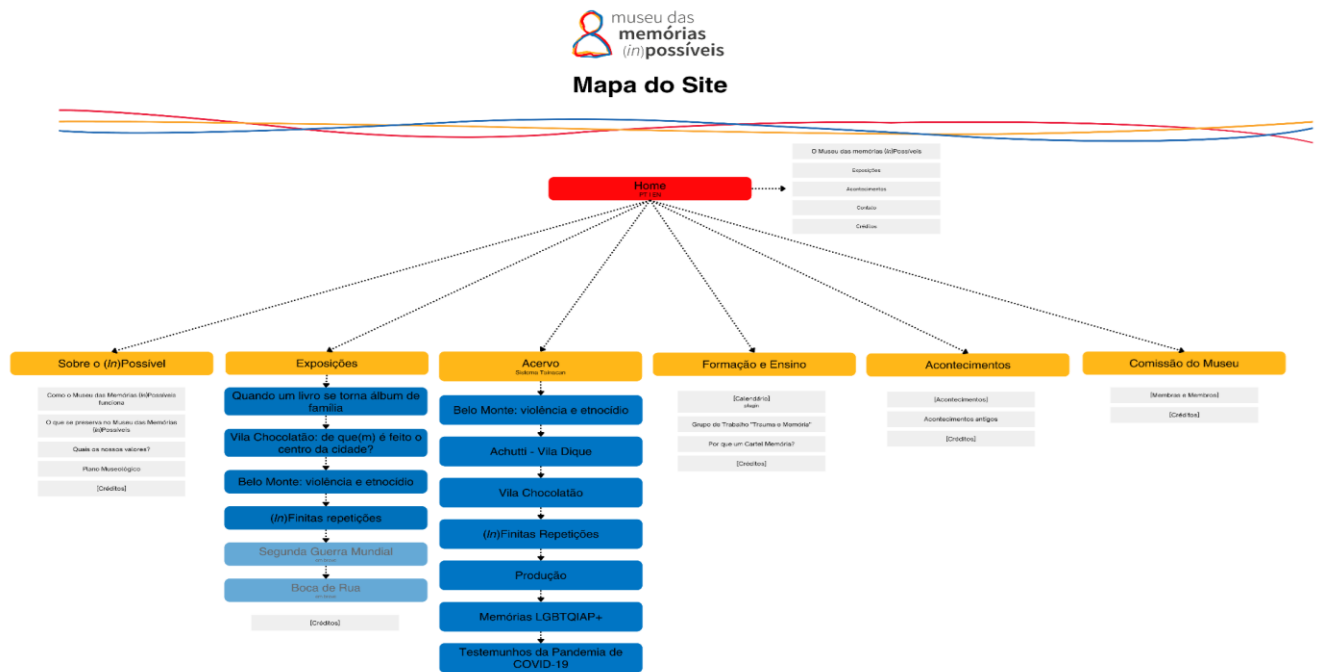 museu das
memórias
(in)possíveis
Mapa do Site
Home
PT | EN
O Museu das memórias (In)Possíveis
Exposições
Acontecimentos
Contato
Créditos
Sobre o (In)Possível
Como o Museu das Memórias (In)Possíveis
funciona
O que se preserva no Museu das Memórias
(In)Possíveis
Quais os nossos valores?
Plano Museológico
[Créditos]
Exposições
Quando um livro se torna álbum de
família
Vila Chocolatão: de que(m) é feito o
centro da cidade?
Belo Monte: violência e etnocídio
(In)Finitas repetições
Segunda Guerra Mundial
Boca de Rua
[Créditos]
Acervo
Sistema Tainacan
Belo Monte: violência e etnocídio
Achutti - Vila Dique
Vila Chocolatão
(In)Finitas Repetições
Produção
Memórias LGBTQIAP+
Testemunhos da Pandemia de
COVID-19
Formação e Ensino
[Calendário]
plugin
Grupo de Trabalho "Trauma e Memória"
Por que um Cartel Memória?
[Créditos]
Acontecimentos
[Acontecimentos]
Acontecimentos antigos
[Créditos]
Comissão do Museu
[Membras e Membros]
[Créditos]